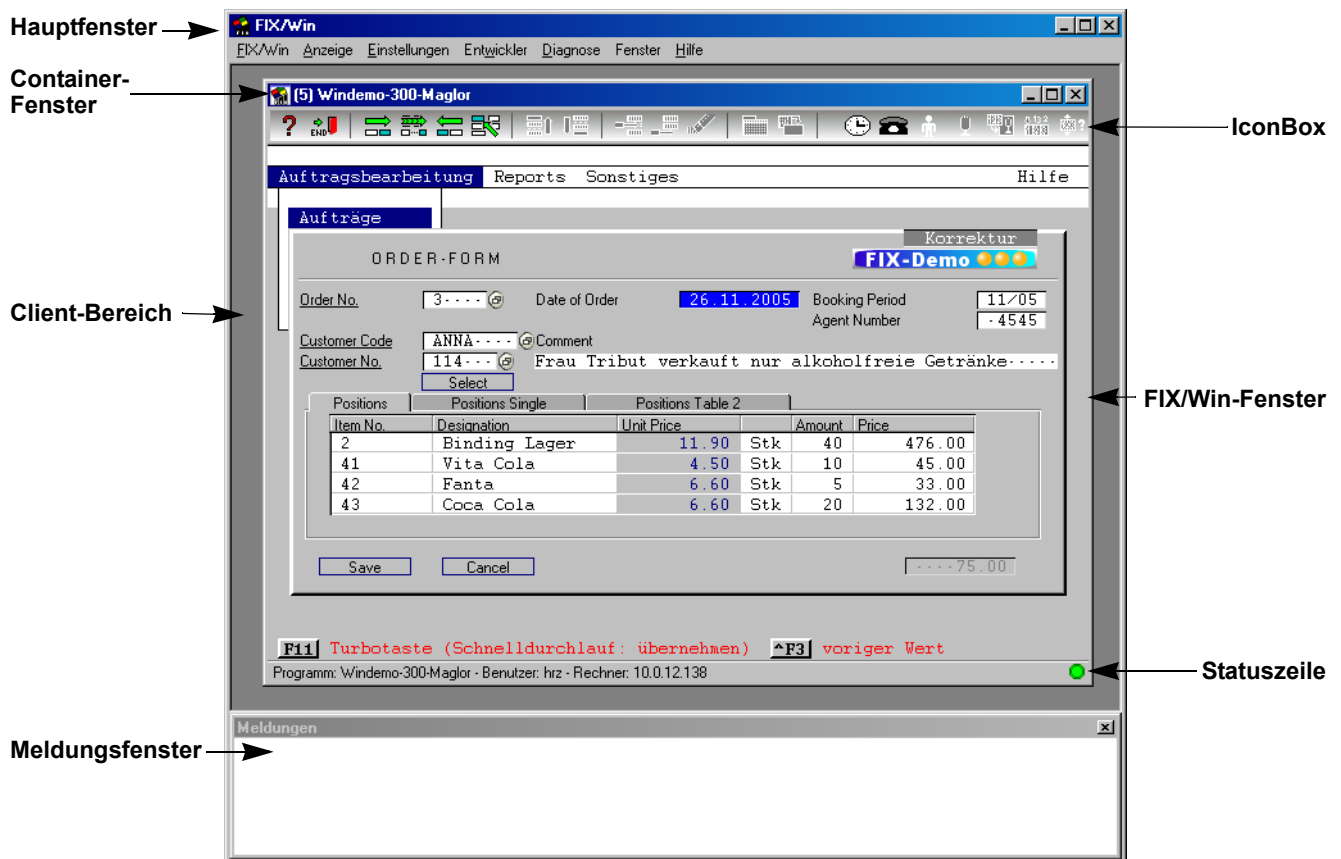 Hauptfenster
FIX/Win
FIX/Win Anzeige Einstellungen Entwickler Diagnose Fenster Hilfe
Container-
Fenster
(5) Windemo-300-Maglor
END
IconBox
Auftragsbearbeitung Reports Sonstiges Hilfe
Aufträge
Korrektur
ORDER-FORM
FIX-Demo
Client-Bereich
Order No. 3---- Date of Order 26.11.2005 Booking Period 11/05
Agent Number -4545
Customer Code ANNA---- Comment
Customer No. 114--- Frau Tribut verkauft nur alkoholfreie Getränke-----
Select
FIX/Win-Fenster
Positions Positions Single Positions Table 2
Item No. Designation Unit Price Amount Price
2 Binding Lager 11.90 Stk 40 476.00
41 Vita Cola 4.50 Stk 10 45.00
42 Fanta 6.60 Stk 5 33.00
43 Coca Cola 6.60 Stk 20 132.00
Save Cancel ----75.00
F11 Turbotaste (Schnelldurchlauf: übernehmen) ^F3 voriger Wert
Programm: Windemo-300-Maglor - Benutzer: hrz - Rechner: 10.0.12.138
Statuszeile
Meldungen
Meldungsfenster